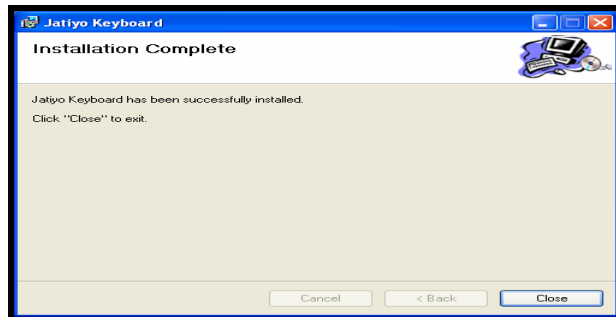 Jatiyo Keyboard
Installation Complete
Jatiyo Keyboard has been successfully installed.
Click "Close" to exit.
Cancel
< Back
Close